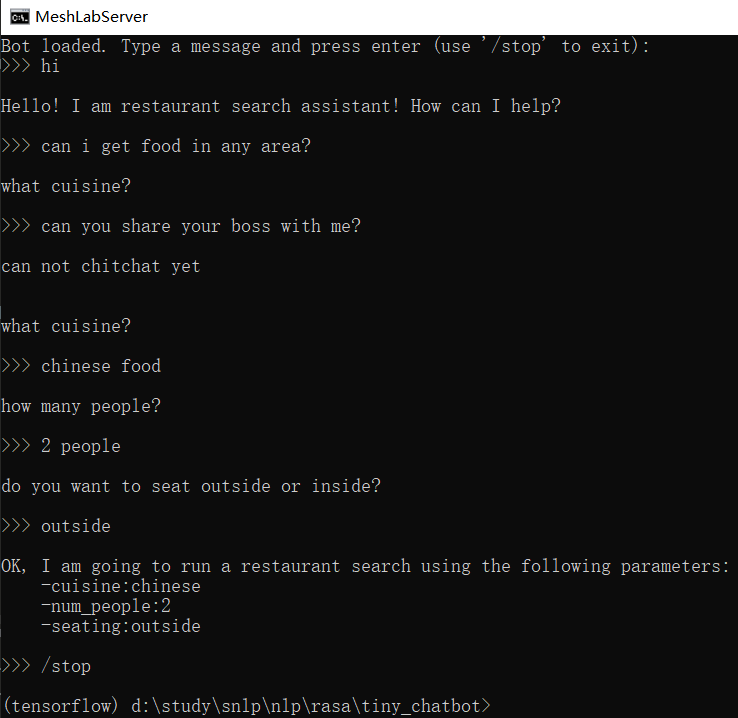 MeshLabServer
Bot loaded. Type a message and press enter (use '/stop' to exit):
>>> hi
Hello! I am restaurant search assistant! How can I help?
>>> can i get food in any area?
what cuisine?
>>> can you share your boss with me?
can not chitchat yet
what cuisine?
>>> chinese food
how many people?
>>> 2 people
do you want to seat outside or inside?
>>> outside
OK, I am going to run a restaurant search using the following parameters:
-cuisine:chinese
-num_people:2
-seating:outside
>>> /stop
(tensorflow) d:\study\snlp\nlp\rasa\tiny_chatbot>